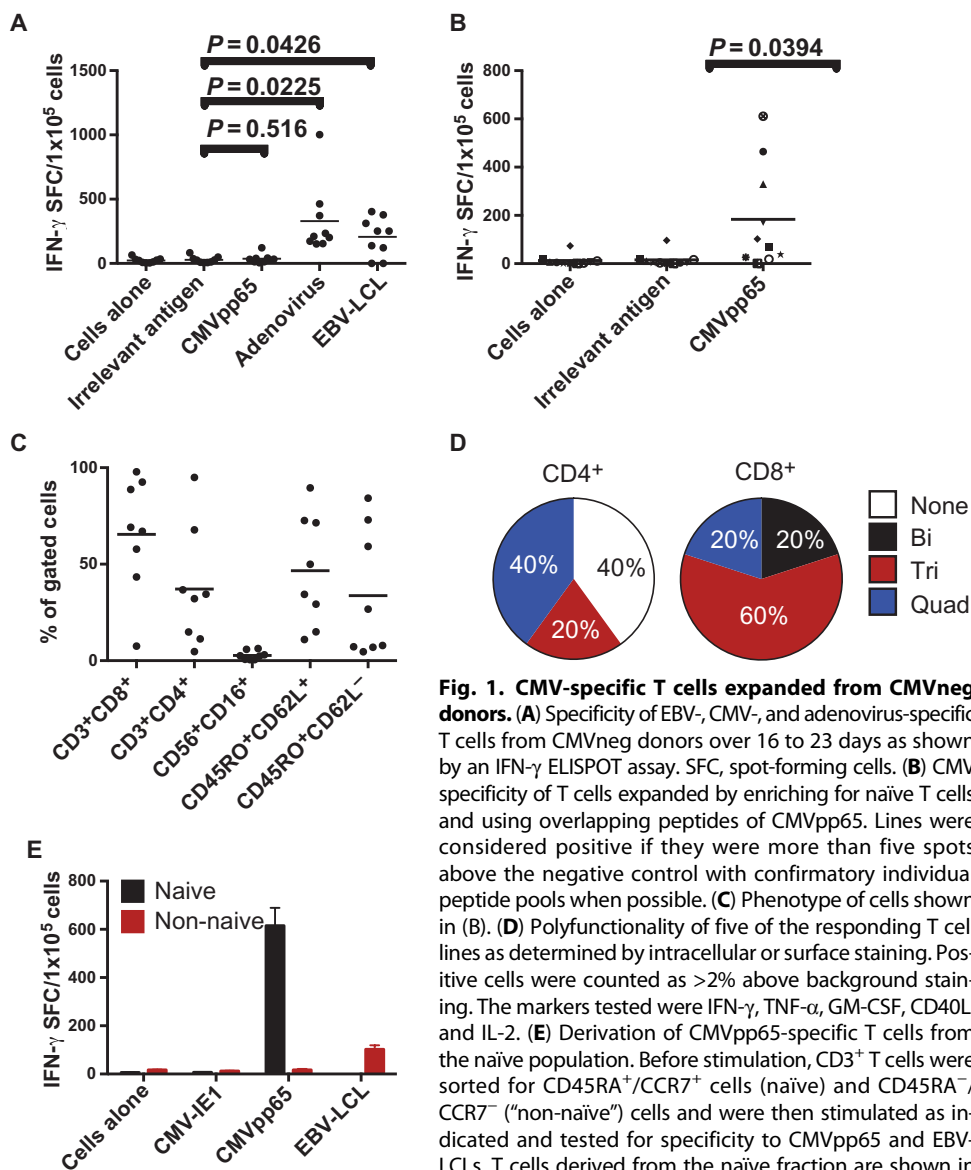 A
P = 0.0426
P = 0.0225
P = 0.516
1500
1000
500
0
IFN-γ SFC/1x10⁵ cells
Cells alone
Irrelevant antigen
CMVpp65
Adenovirus
EBV-LCL
B
P = 0.0394
800
600
400
200
0
IFN-γ SFC/1x10⁵ cells
Cells alone
Irrelevant antigen
CMVpp65
C
100
50
0
% of gated cells
CD3⁺CD8⁺
CD3⁺CD4⁺
CD56⁺CD16⁺
CD45RO⁺CD62L⁺
CD45RO⁺CD62L⁻
D
CD4⁺
40%
40%
20%
CD8⁺
20%
20%
60%
None
Bi
Tri
Quad
E
Naive
Non-naive
800
600
400
200
0
IFN-γ SFC/1x10⁵ cells
Cells alone
CMV-IE1
CMVpp65
EBV-LCL
Fig. 1. CMV-specific T cells expanded from CMVneg
donors. (A) Specificity of EBV-, CMV-, and adenovirus-specific
T cells from CMVneg donors over 16 to 23 days as shown
by an IFN-γ ELISPOT assay. SFC, spot-forming cells. (B) CMV
specificity of T cells expanded by enriching for naïve T cells
and using overlapping peptides of CMVpp65. Lines were
considered positive if they were more than five spots
above the negative control with confirmatory individua
peptide pools when possible. (C) Phenotype of cells shown
in (B). (D) Polyfunctionality of five of the responding T cel
lines as determined by intracellular or surface staining. Pos-
itive cells were counted as >2% above background stain-
ing. The markers tested were IFN-γ, TNF-α, GM-CSF, CD40L
and IL-2. (E) Derivation of CMVpp65-specific T cells from
the naïve population. Before stimulation, CD3⁺ T cells were
sorted for CD45RA⁺/CCR7⁺ cells (naïve) and CD45RA⁻/
CCR7⁻ (“non-naïve”) cells and were then stimulated as in-
dicated and tested for specificity to CMVpp65 and EBV-
LCLs. T cells derived from the naïve fraction are shown in